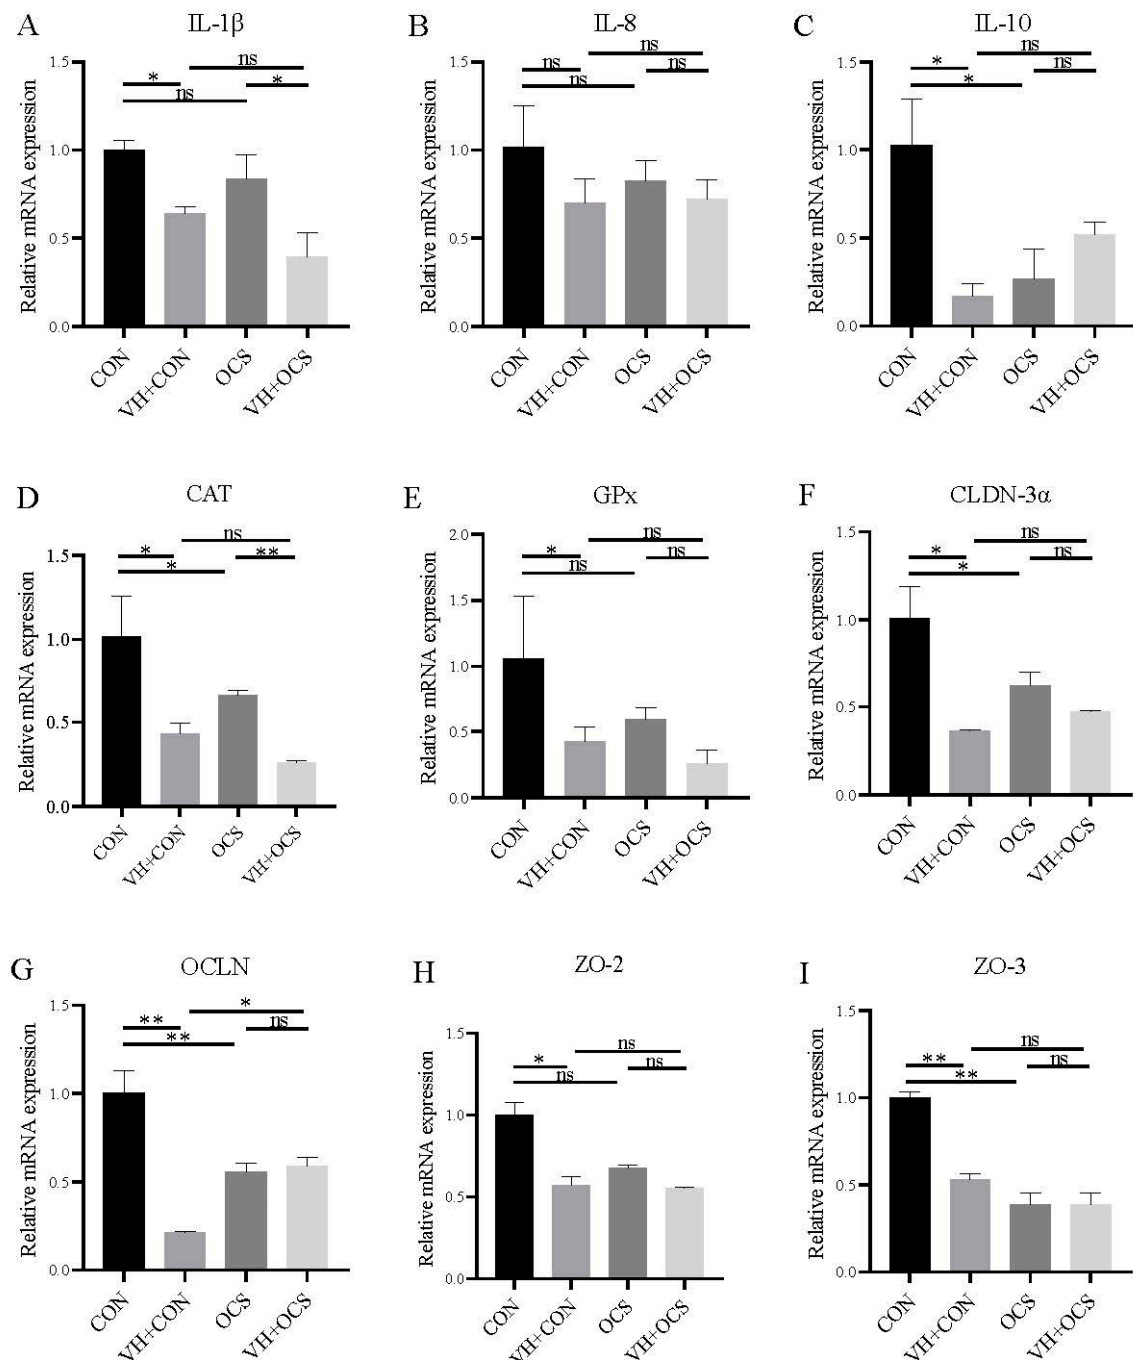 A
IL-1β
Relative mRNA expression
1.5
1.0
0.5
0.0
*
ns
ns
*
CON
VH+CON
OCS
VH+OCS
B
IL-8
Relative mRNA expression
1.5
1.0
0.5
0.0
ns
ns
ns
ns
CON
VH+CON
OCS
VH+OCS
C
IL-10
Relative mRNA expression
1.5
1.0
0.5
0.0
*
ns
*
ns
CON
VH+CON
OCS
VH+OCS
D
CAT
Relative mRNA expression
1.5
1.0
0.5
0.0
*
ns
*
**
CON
VH+CON
OCS
VH+OCS
E
GPx
Relative mRNA expression
2.0
1.5
1.0
0.5
0.0
*
ns
ns
ns
CON
VH+CON
OCS
VH+OCS
F
CLDN-3α
Relative mRNA expression
1.5
1.0
0.5
0.0
*
ns
*
ns
CON
VH+CON
OCS
VH+OCS
G
OCLN
Relative mRNA expression
1.5
1.0
0.5
0.0
**
*
**
ns
CON
VH+CON
OCS
VH+OCS
H
ZO-2
Relative mRNA expression
1.5
1.0
0.5
0.0
*
ns
ns
ns
CON
VH+CON
OCS
VH+OCS
I
ZO-3
Relative mRNA expression
1.5
1.0
0.5
0.0
**
ns
**
ns
CON
VH+CON
OCS
VH+OCS